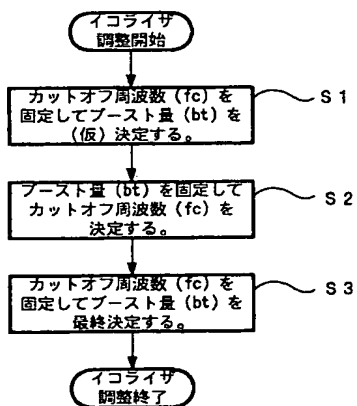 イコライザ
調整開始
カットオフ周波数（fc）を
固定してブースト量（bt）を
（仮）決定する。
S1
ブースト量（bt）を固定して
カットオフ周波数（fc）を
決定する。
S2
カットオフ周波数（fc）を
固定してブースト量（bt）を
最終決定する。
S3
イコライザ
調整終了